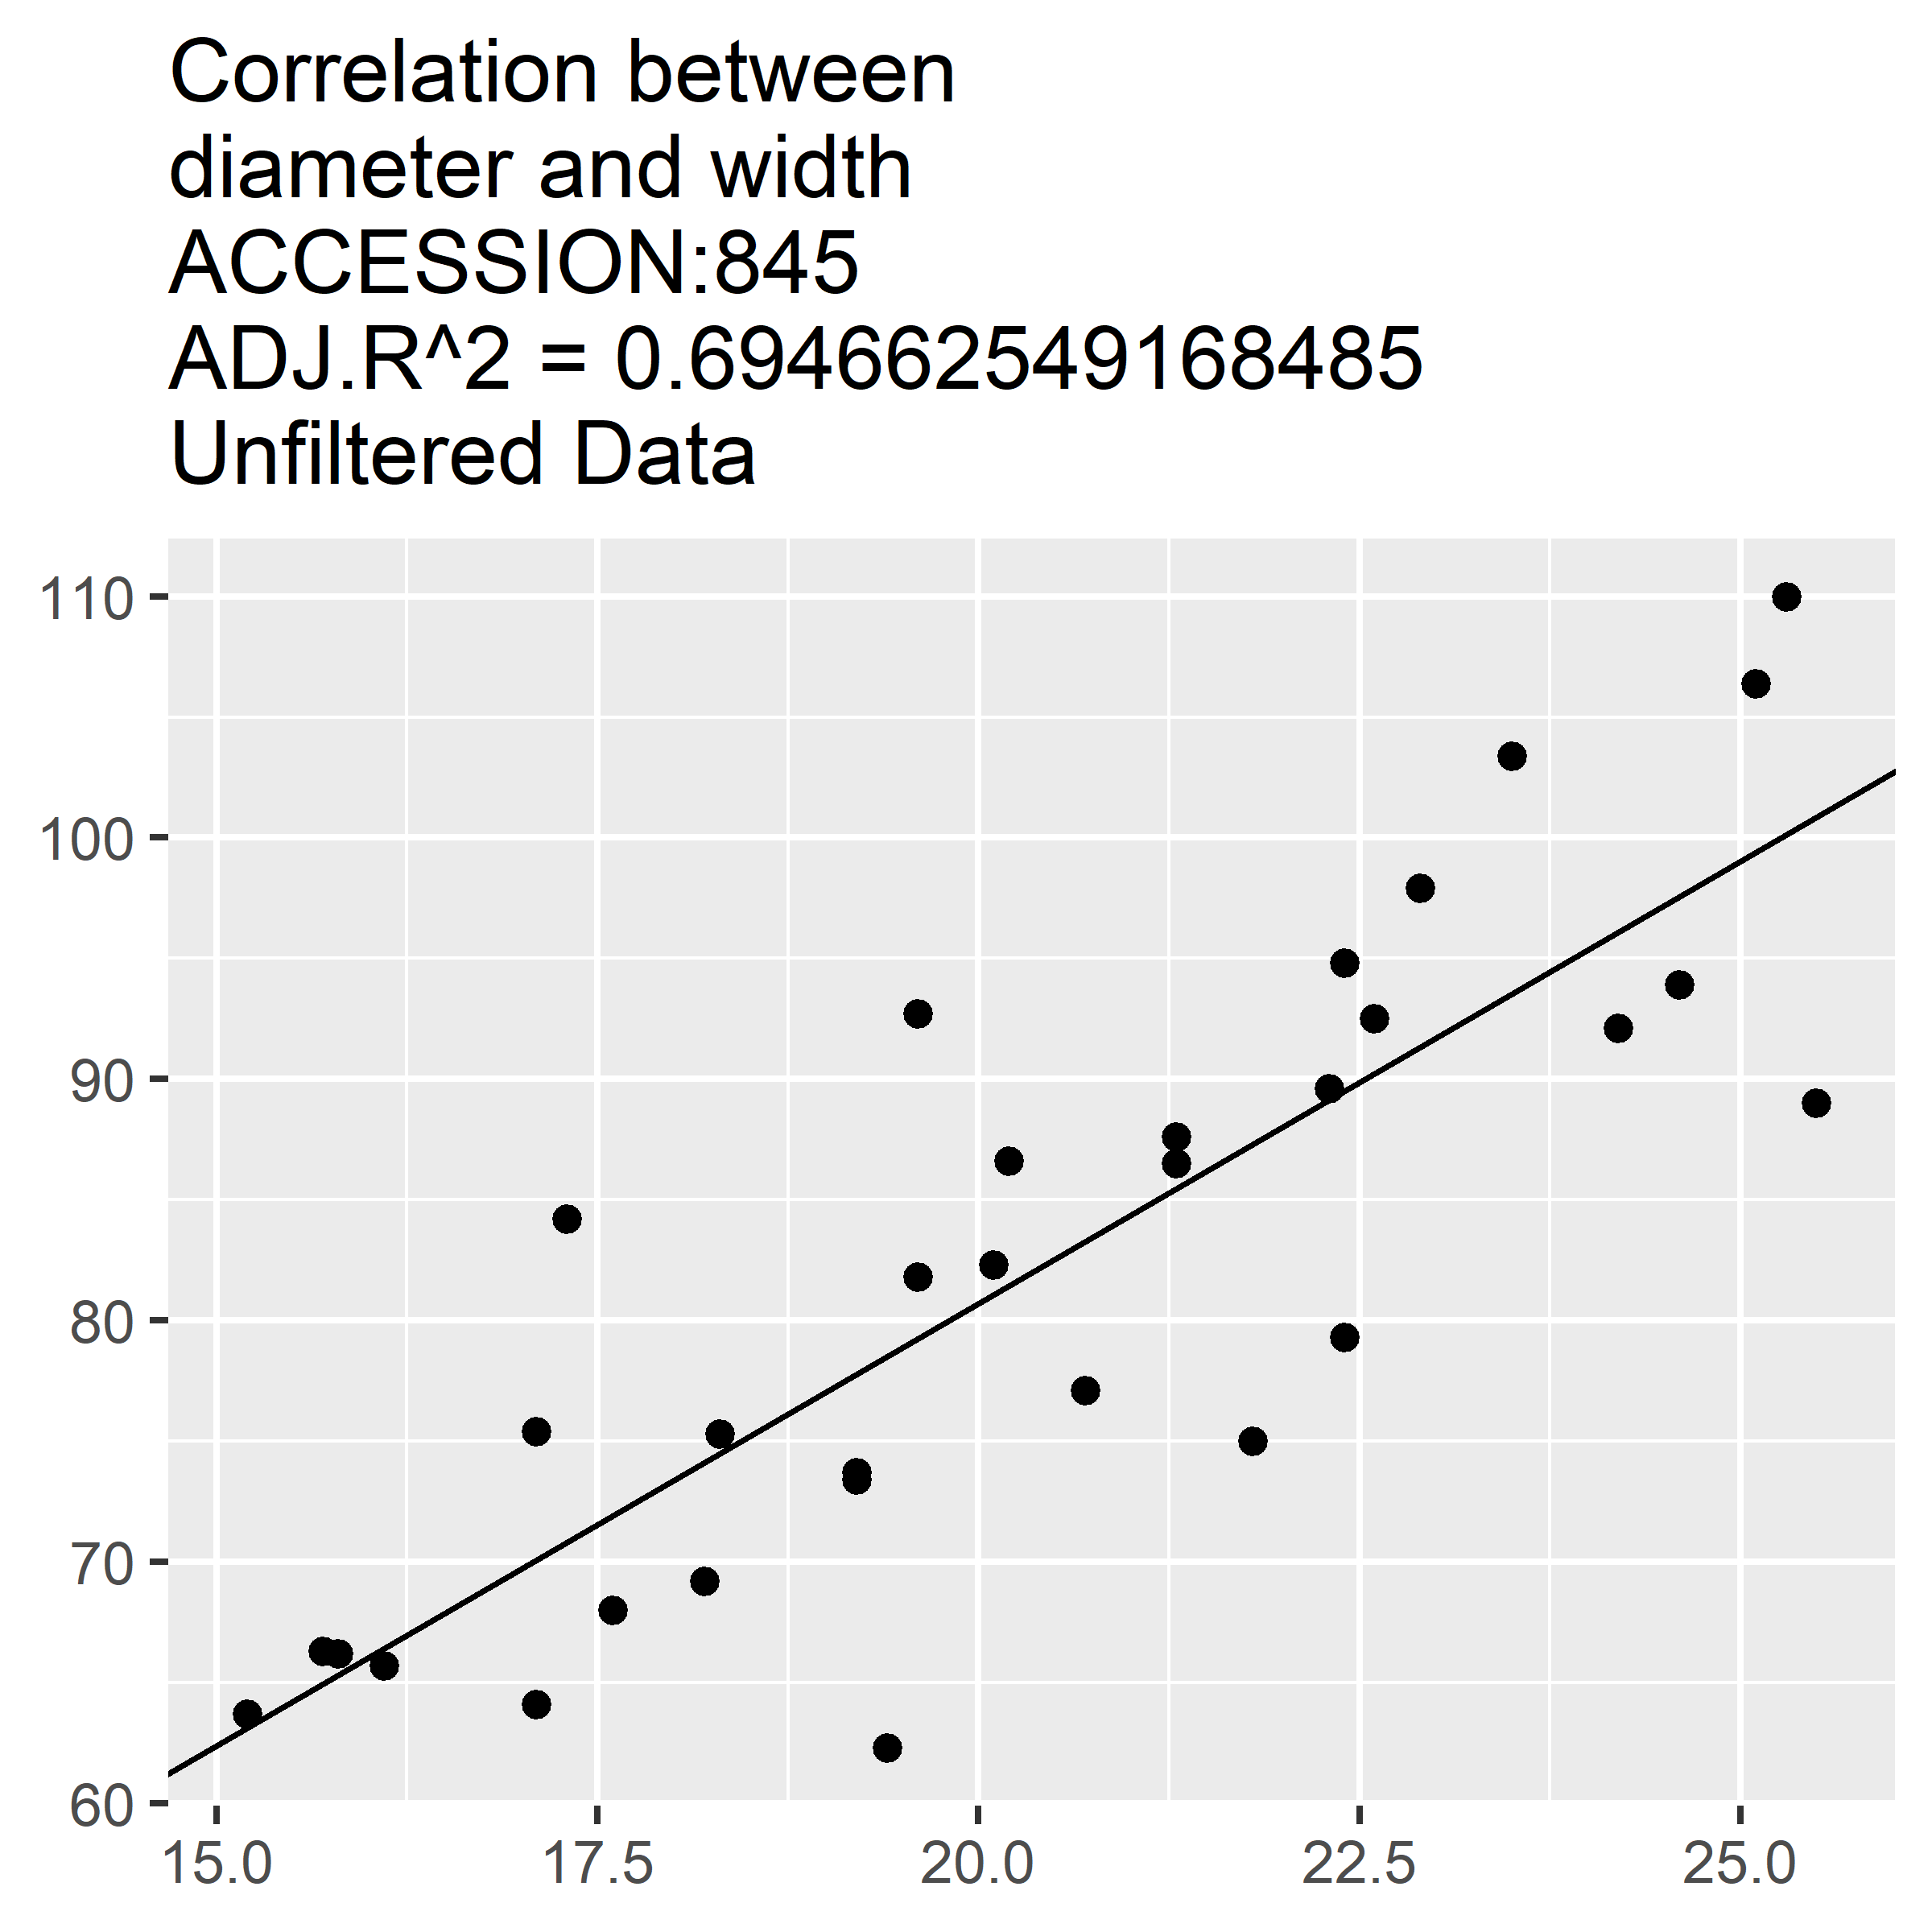 Correlation between
diameter and width
ACCESSION:845
ADJ.R^2 = 0.694662549168485
Unfiltered Data
110
100
90
80
70
60
15.0 17.5 20.0 22.5 25.0